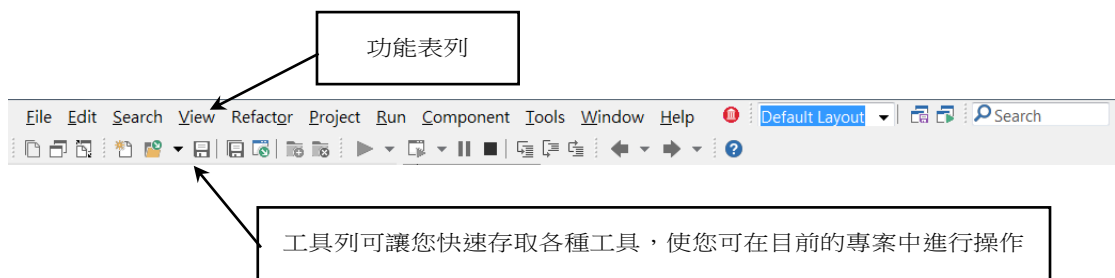 功能表列
File Edit Search View Refactor Project Run Component Tools Window Help Default Layout Search
工具列可讓您快速存取各種工具，使您可在目前的專案中進行操作